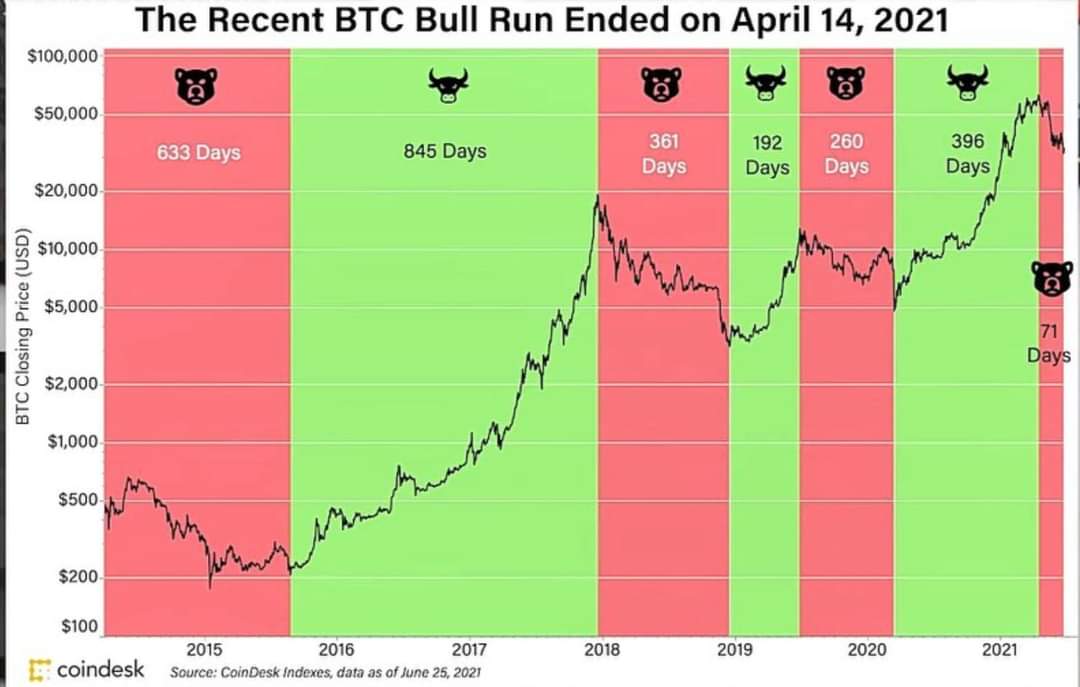 The Recent BTC Bull Run Ended on April 14, 2021
BTC Closing Price (USD)
$100,000
$50,000
$20,000
$10,000
$5,000
$2,000
$1,000
$500
$200
$100
633 Days
845 Days
361
Days
192
Days
260
Days
396
Days
71
Days
2015 2016 2017 2018 2019 2020 2021
coindesk Source: CoinDesk Indexes, data as of June 25, 2021